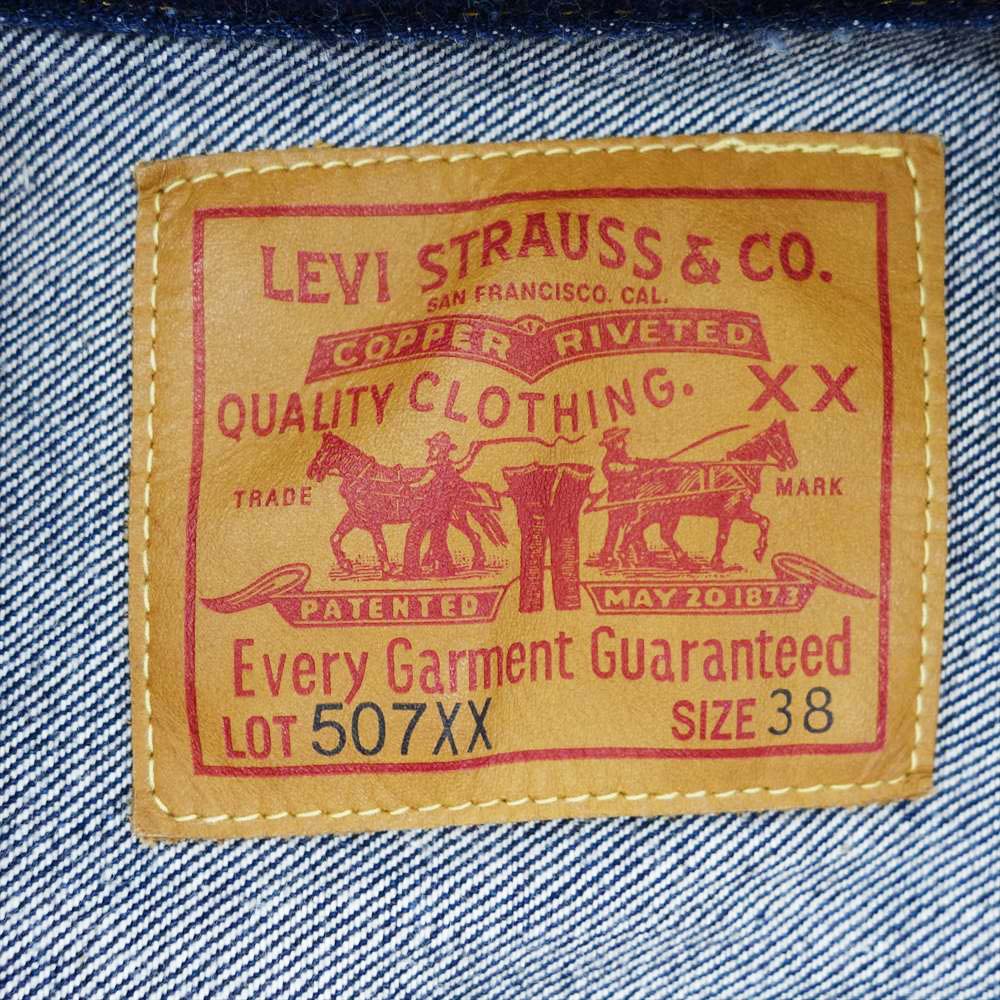 LEVI STRAUSS & CO.
SAN FRANCISCO. CAL.
COPPER RIVETED
QUALITY CLOTHING. XX
TRADE MARK
PATENTED MAY 20 1873
Every Garment Guaranteed
LOT 507XX SIZE 38